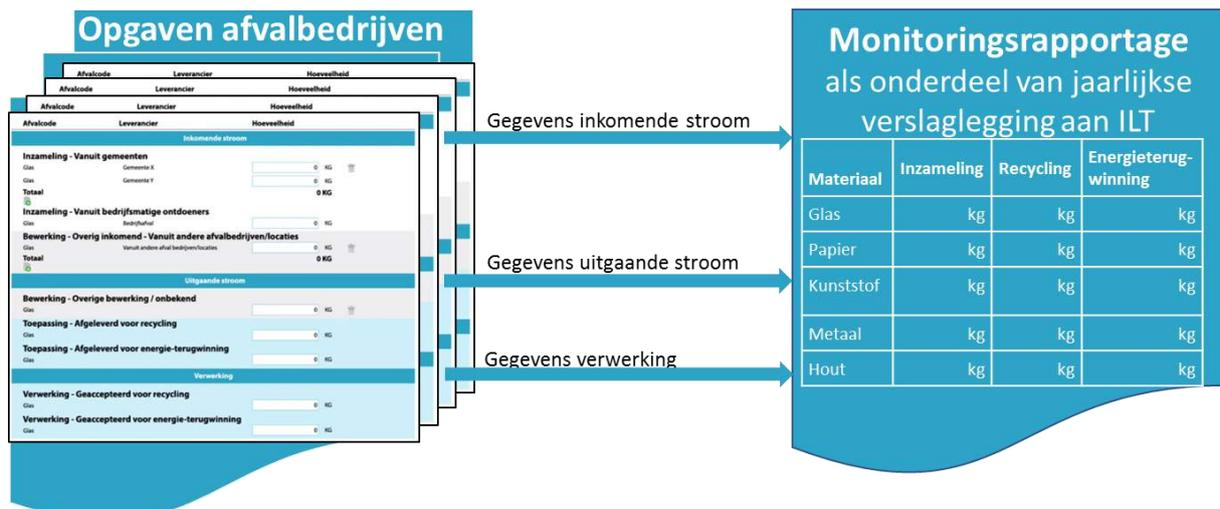 Opgaven afvalbedrijven
Afvalcode Leverancier Hoeveelheid
Afvalcode Leverancier Hoeveelheid
Afvalcode Leverancier Hoeveelheid
Afvalcode Leverancier Hoeveelheid
Inkomende stroom
Inzameling - Vanuit gemeenten
Glas Gemeente X 0 KG
Glas Gemeente Y 0 KG
Totaal 0 KG
Inzameling - Vanuit bedrijfsmatige ontdoeners
Glas Bedrijfsafval 0 KG
Bewerking - Overig inkomend - Vanuit andere afvalbedrijven/locaties
Glas Vanuit andere afval bedrijven/locaties 0 KG
Totaal 0 KG
Uitgaande stroom
Bewerking - Overige bewerking / onbekend
Glas 0 KG
Toepassing - Afgeleverd voor recycling
Glas 0 KG
Toepassing - Afgeleverd voor energie-terugwinning
Glas 0 KG
Verwerking
Verwerking - Geaccepteerd voor recycling
Glas 0 KG
Verwerking - Geaccepteerd voor energie-terugwinning
Glas 0 KG
Gegevens inkomende stroom
Gegevens uitgaande stroom
Gegevens verwerking
Monitoringsrapportage
als onderdeel van jaarlijkse
verslaglegging aan ILT
Materiaal Inzameling Recycling Energieterug-
winning
Glas kg kg kg
Papier kg kg kg
Kunststof kg kg kg
Metaal kg kg kg
Hout kg kg kg